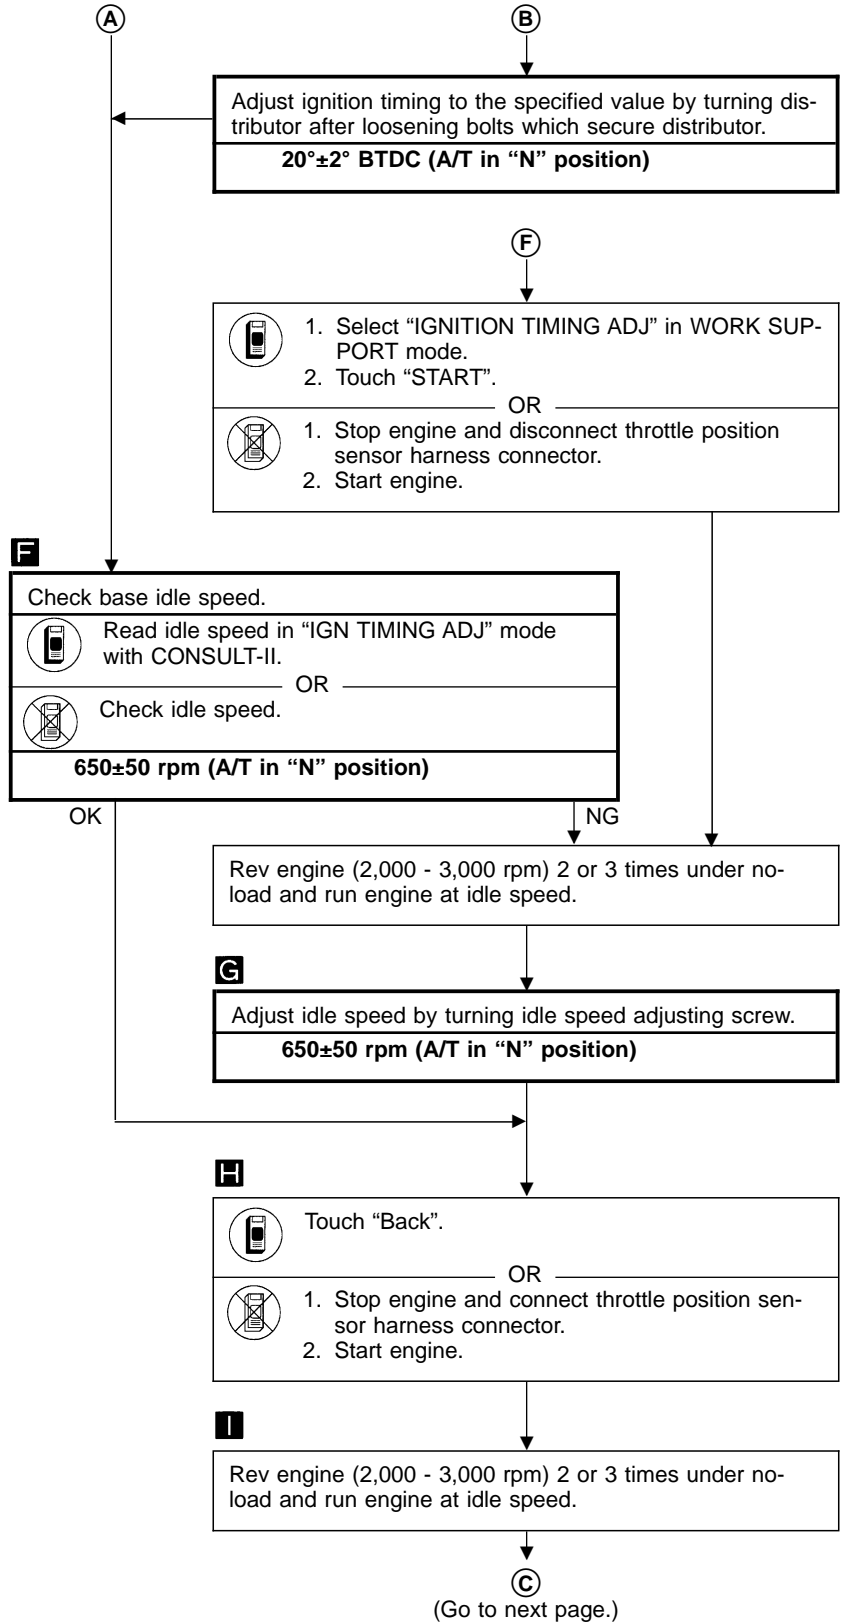 A
B
Adjust ignition timing to the specified value by turning dis-
tributor after loosening bolts which secure distributor.
20°±2° BTDC (A/T in “N” position)
F
1. Select “IGNITION TIMING ADJ” in WORK SUP-
PORT mode.
2. Touch “START”.
OR
1. Stop engine and disconnect throttle position
sensor harness connector.
2. Start engine.
F
Check base idle speed.
Read idle speed in “IGN TIMING ADJ” mode
with CONSULT-II.
OR
Check idle speed.
650±50 rpm (A/T in “N” position)
OK
NG
Rev engine (2,000 - 3,000 rpm) 2 or 3 times under no-
load and run engine at idle speed.
G
Adjust idle speed by turning idle speed adjusting screw.
650±50 rpm (A/T in “N” position)
H
Touch “Back”.
OR
1. Stop engine and connect throttle position sen-
sor harness connector.
2. Start engine.
I
Rev engine (2,000 - 3,000 rpm) 2 or 3 times under no-
load and run engine at idle speed.
C
(Go to next page.)